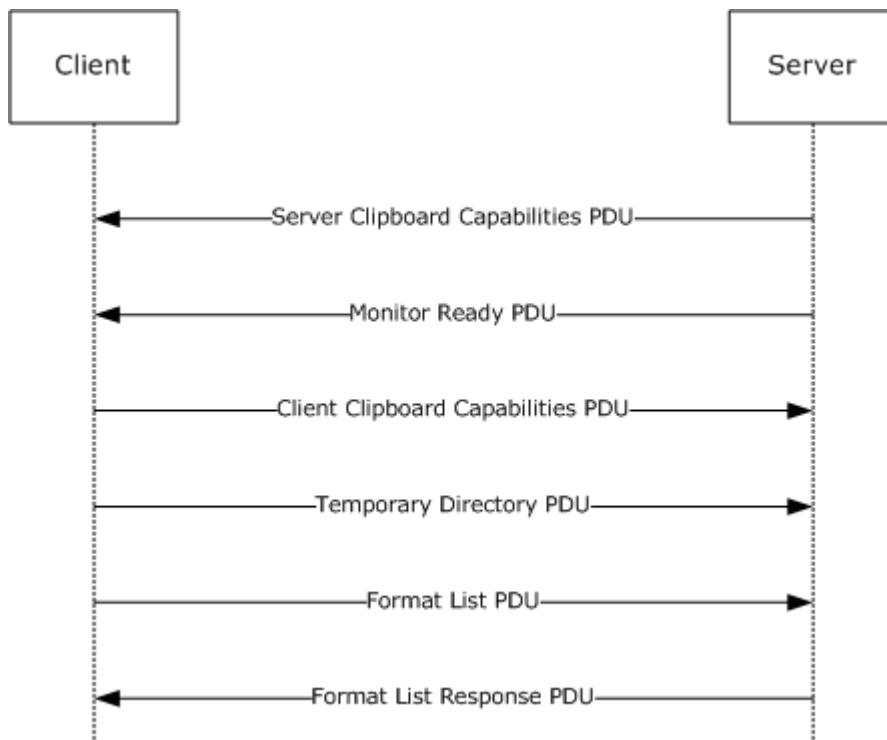 Client
Server
Server Clipboard Capabilities PDU
Monitor Ready PDU
Client Clipboard Capabilities PDU
Temporary Directory PDU
Format List PDU
Format List Response PDU